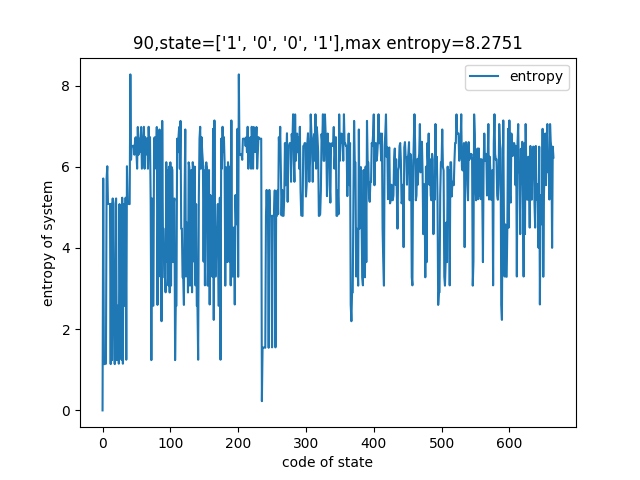 90,state=['1', '0', '0', '1'],max entropy=8.2751
entropy
8
6
4
2
0
entropy of system
0 100 200 300 400 500 600
code of state